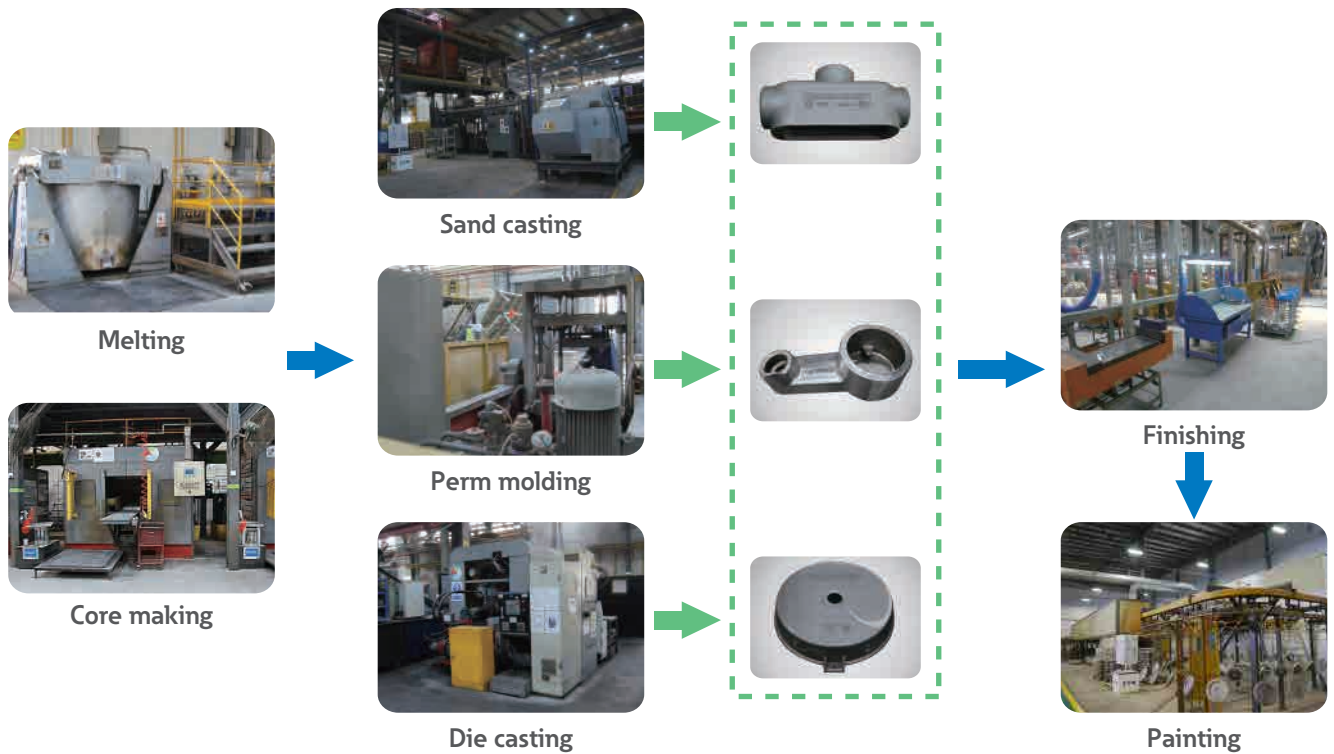 Melting
Core making
Sand casting
Perm molding
Die casting
Finishing
Painting